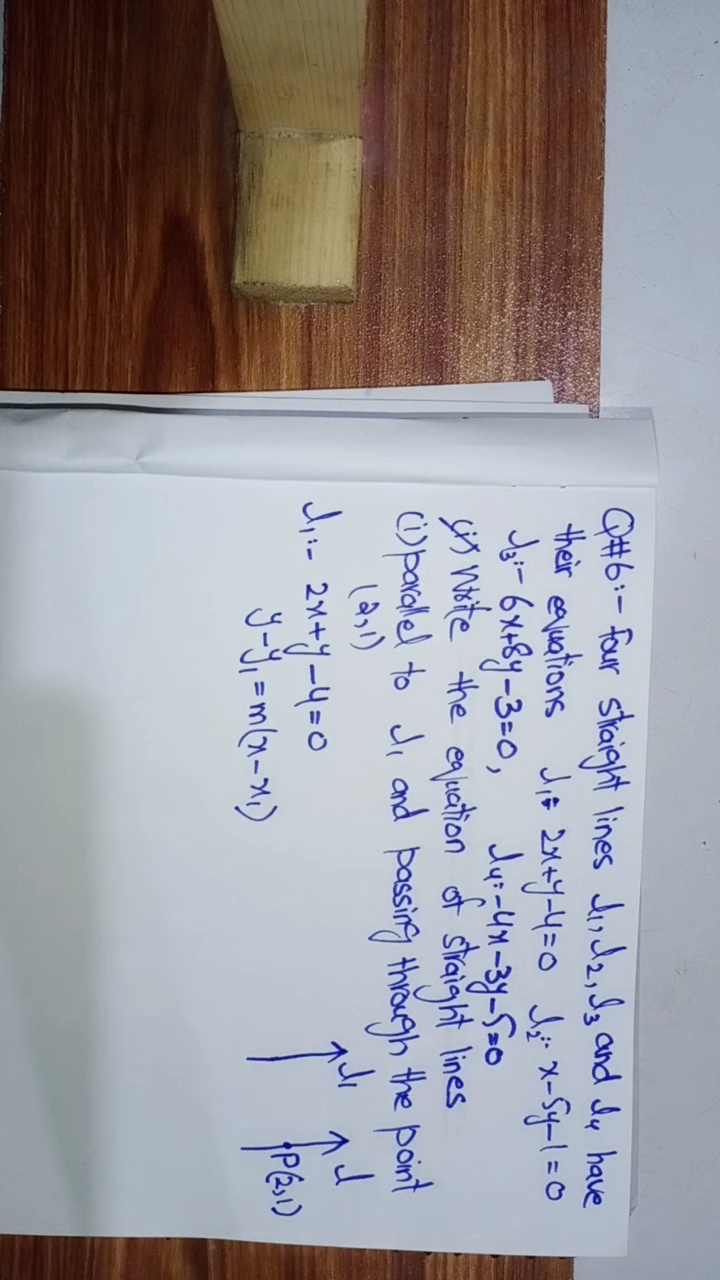 Q#6:- four straight lines l1, l2, l3 and l4 have
their equations l1:- 2x+y-4=0 l2:- x-5y-1=0
l3:- 6x+8y-3=0, l4:- 4x-3y-5=0
Write the equation of straight lines
(i) parallel to l1 and passing through the point
(2,1)
l1:- 2x+y-4=0
y-y1 = m(x-x1)
l1
l
P(2,1)